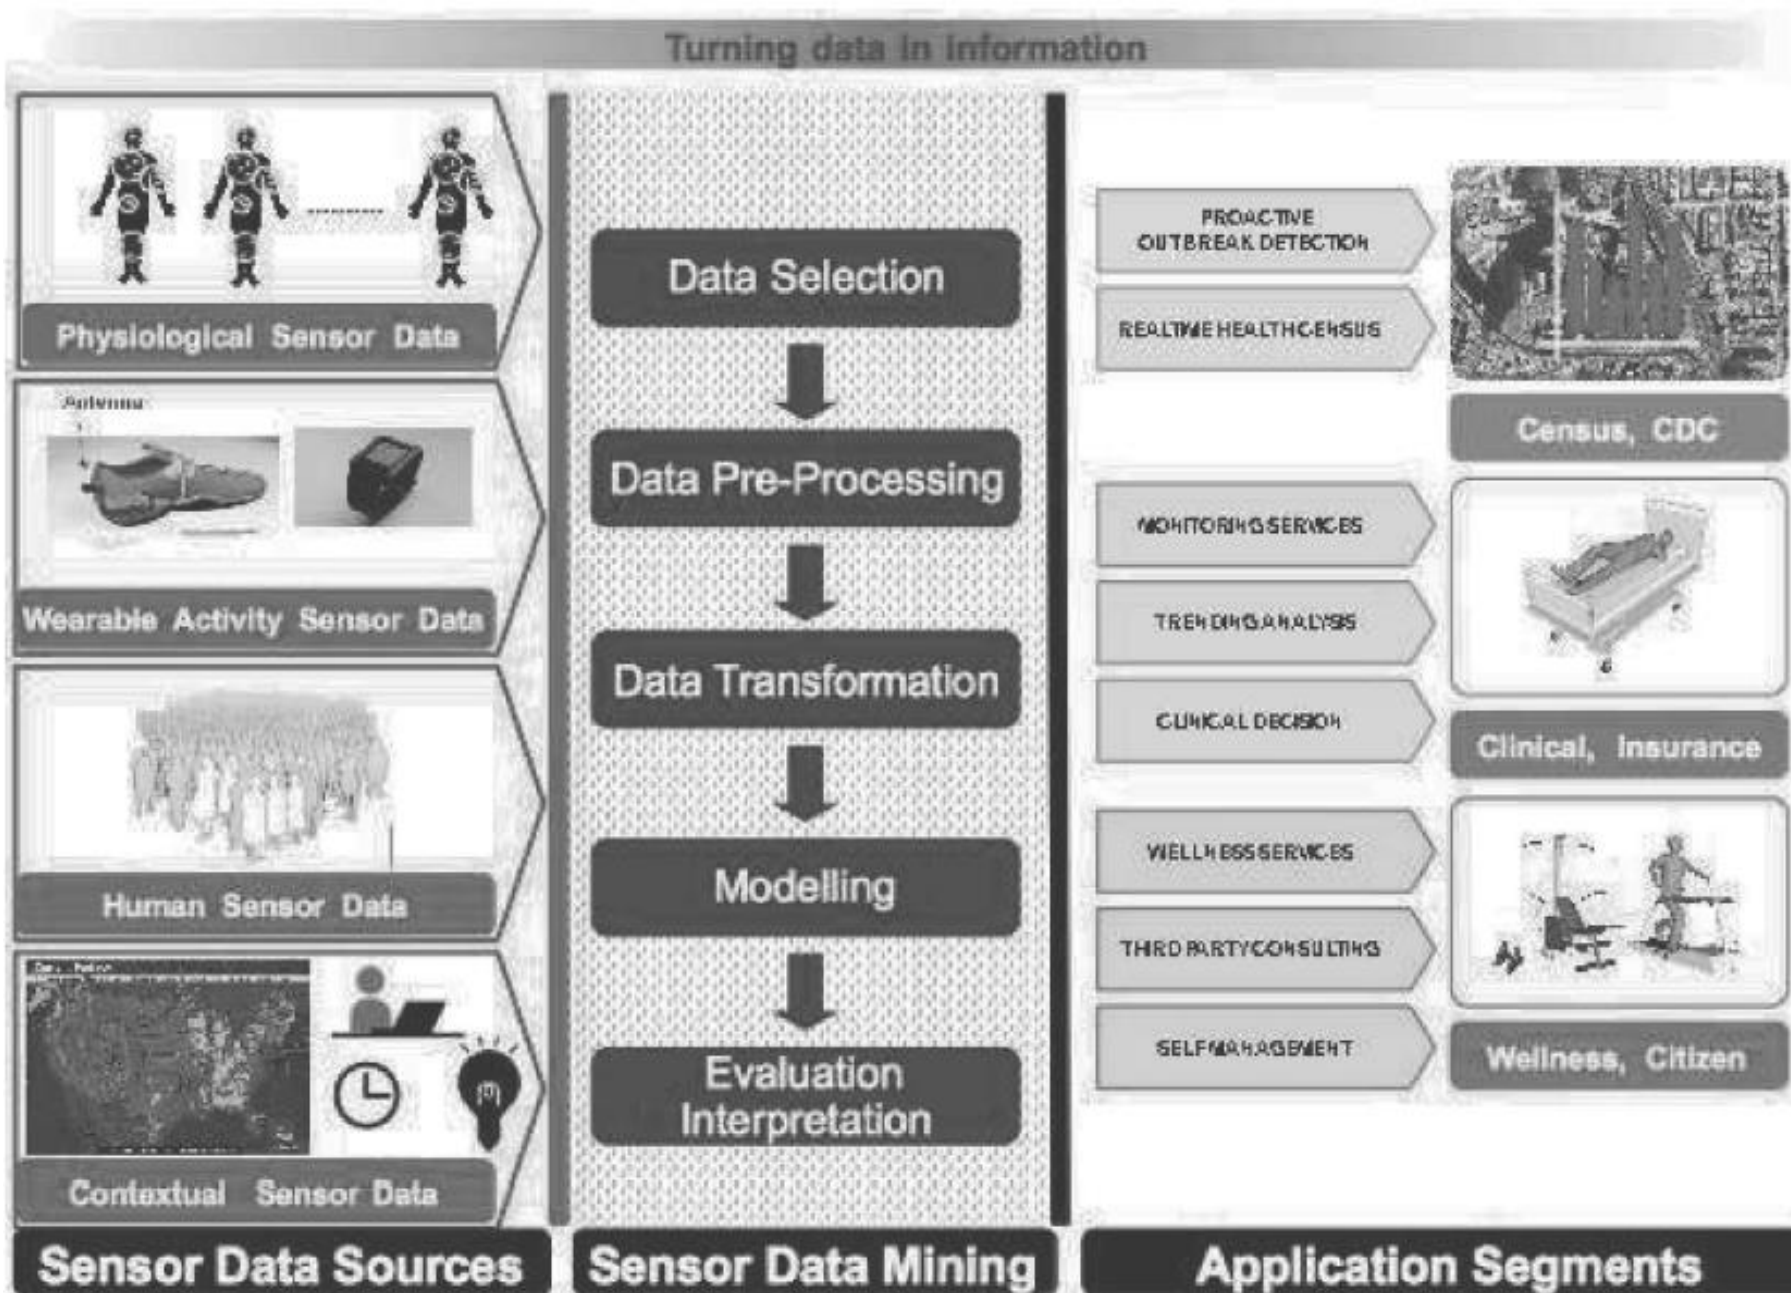 Turning data in Information
Physiological Sensor Data
Antenna
Wearable Activity Sensor Data
Human Sensor Data
Contextual Sensor Data
Sensor Data Sources
Data Selection
Data Pre-Processing
Data Transformation
Modelling
Evaluation
Interpretation
Sensor Data Mining
PROACTIVE
OUTBREAK DETECTION
REALTIME HEALTH CENSUS
Census, CDC
MONITORING SERVICES
TRENDING ANALYSIS
CLINICAL DECISION
Clinical, Insurance
WELLNESS SERVICES
THIRD PARTY CONSULTING
SELF MANAGEMENT
Wellness, Citizen
Application Segments